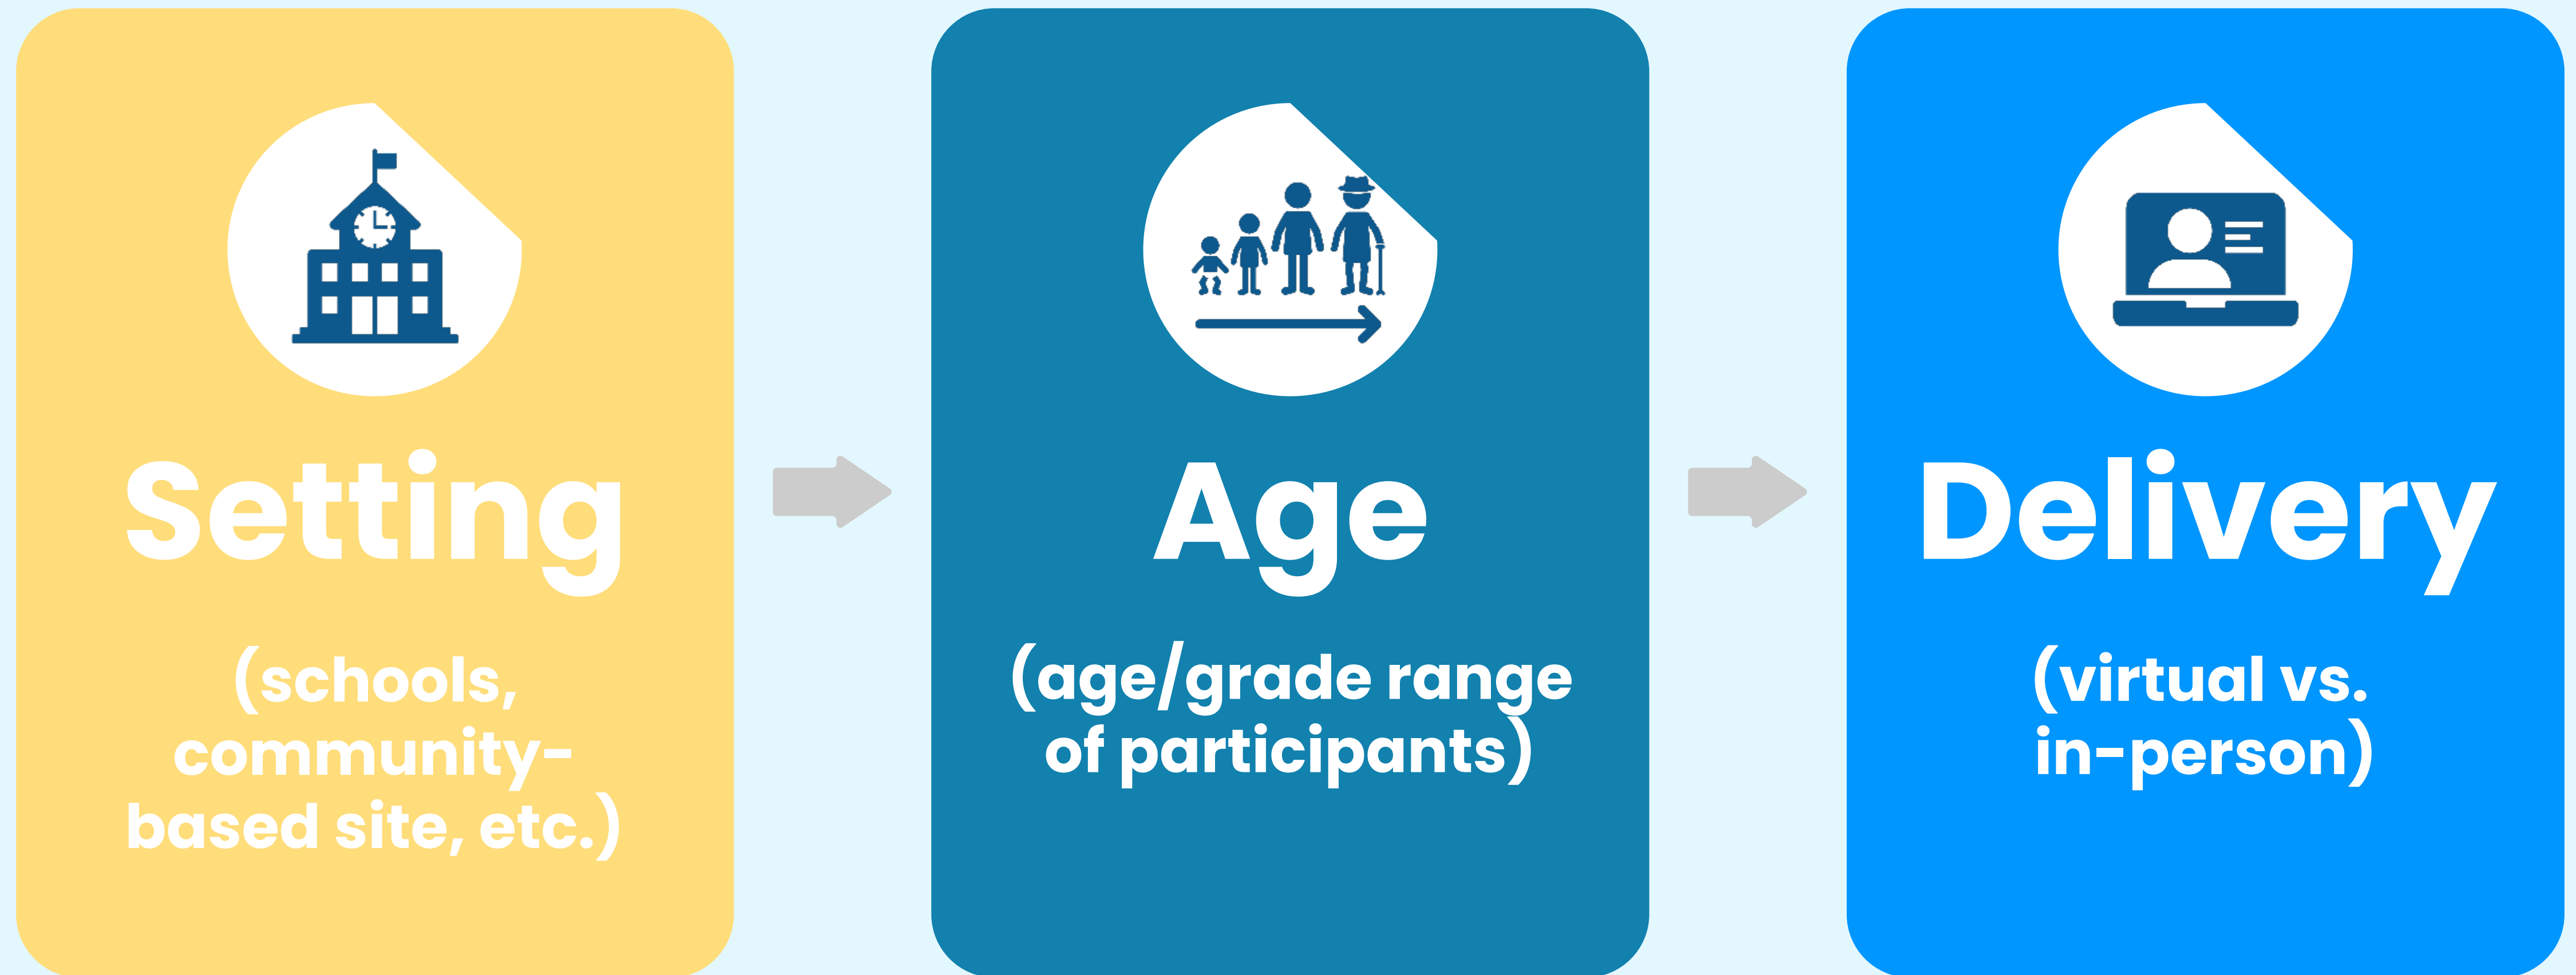 Setting
(schools,
community-
based site, etc.)
Age
(age/grade range
of participants)
Delivery
(virtual vs.
in-person)